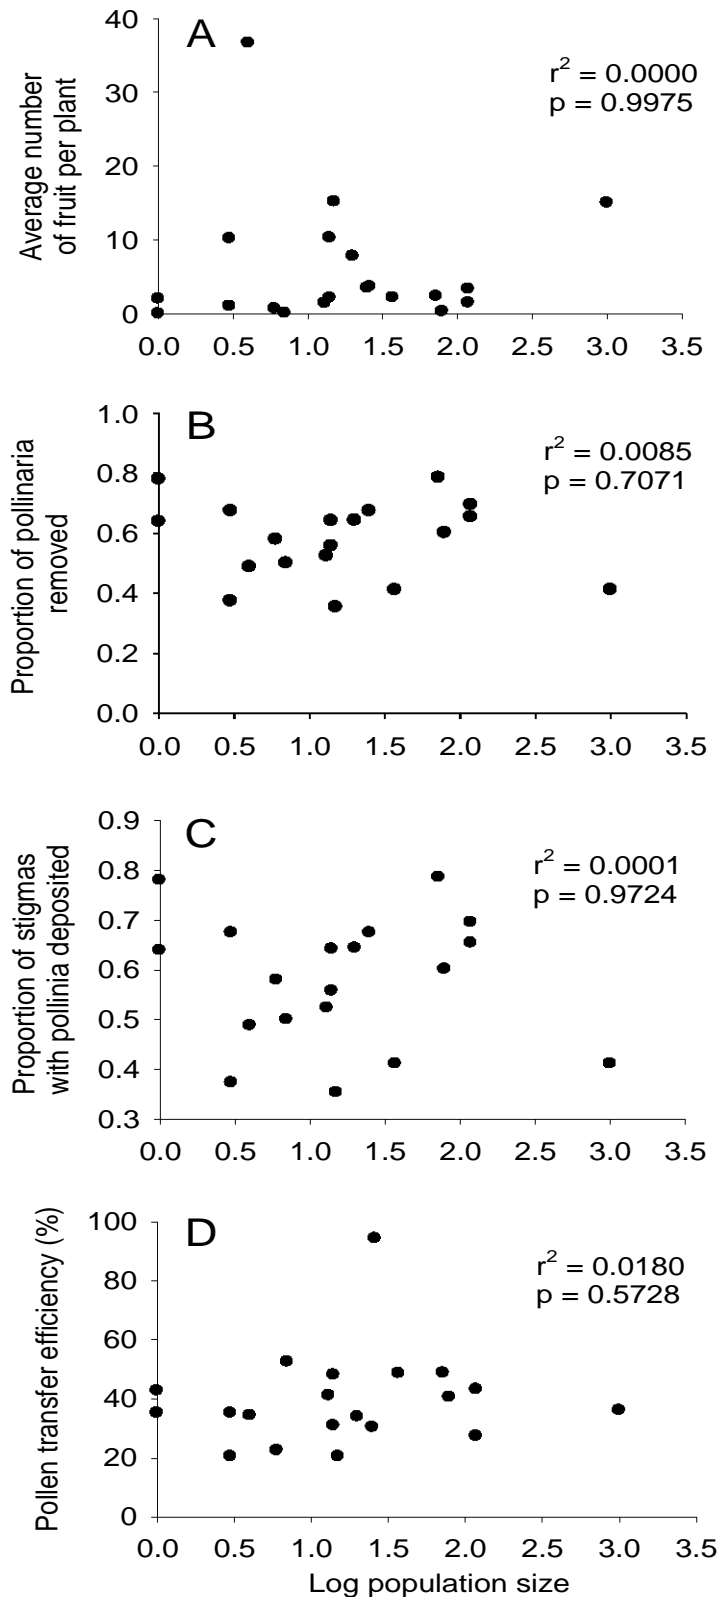 A
r² = 0.0000
p = 0.9975
Average number
of fruit per plant
40
30
20
10
0
0.0 0.5 1.0 1.5 2.0 2.5 3.0 3.5
B
r² = 0.0085
p = 0.7071
Proportion of pollinaria
removed
1.0
0.8
0.6
0.4
0.2
0.0
0.0 0.5 1.0 1.5 2.0 2.5 3.0 3.5
C
r² = 0.0001
p = 0.9724
Proportion of stigmas
with pollinia deposited
0.9
0.8
0.7
0.6
0.5
0.4
0.3
0.0 0.5 1.0 1.5 2.0 2.5 3.0 3.5
D
r² = 0.0180
p = 0.5728
Pollen transfer efficiency (%)
100
80
60
40
20
0
0.0 0.5 1.0 1.5 2.0 2.5 3.0 3.5
Log population size